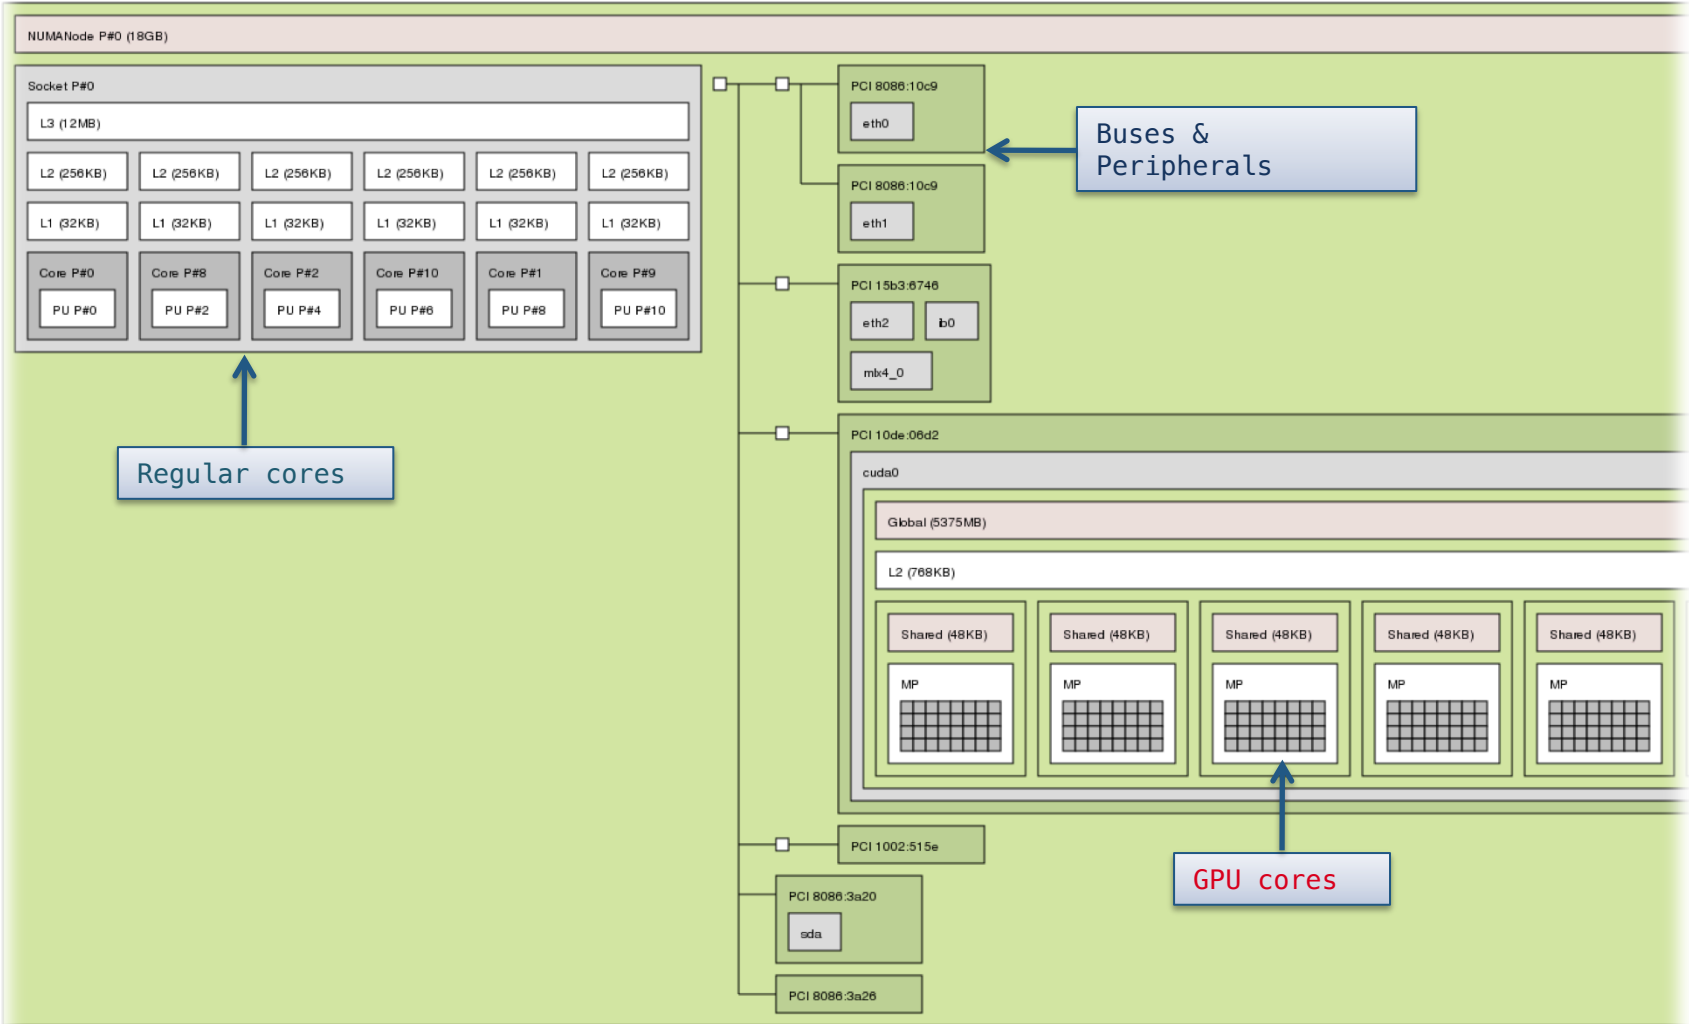 NUMANode P#0 (18GB)
Socket P#0
L3 (12MB)
L2 (256KB) L2 (256KB) L2 (256KB) L2 (256KB) L2 (256KB) L2 (256KB)
L1 (32KB) L1 (32KB) L1 (32KB) L1 (32KB) L1 (32KB) L1 (32KB)
Core P#0 Core P#8 Core P#2 Core P#10 Core P#1 Core P#9
PU P#0 PU P#2 PU P#4 PU P#6 PU P#8 PU P#10
Regular cores
PCI 8086:10c9
eth0
Buses &
Peripherals
PCI 8086:10c9
eth1
PCI 15b3:6746
eth2 ib0
mlx4_0
PCI 10de:06d2
cuda0
Global (5375MB)
L2 (768KB)
Shared (48KB) Shared (48KB) Shared (48KB) Shared (48KB) Shared (48KB)
MP MP MP MP MP
GPU cores
PCI 1002:515e
PCI 8086:3a20
sda
PCI 8086:3a26